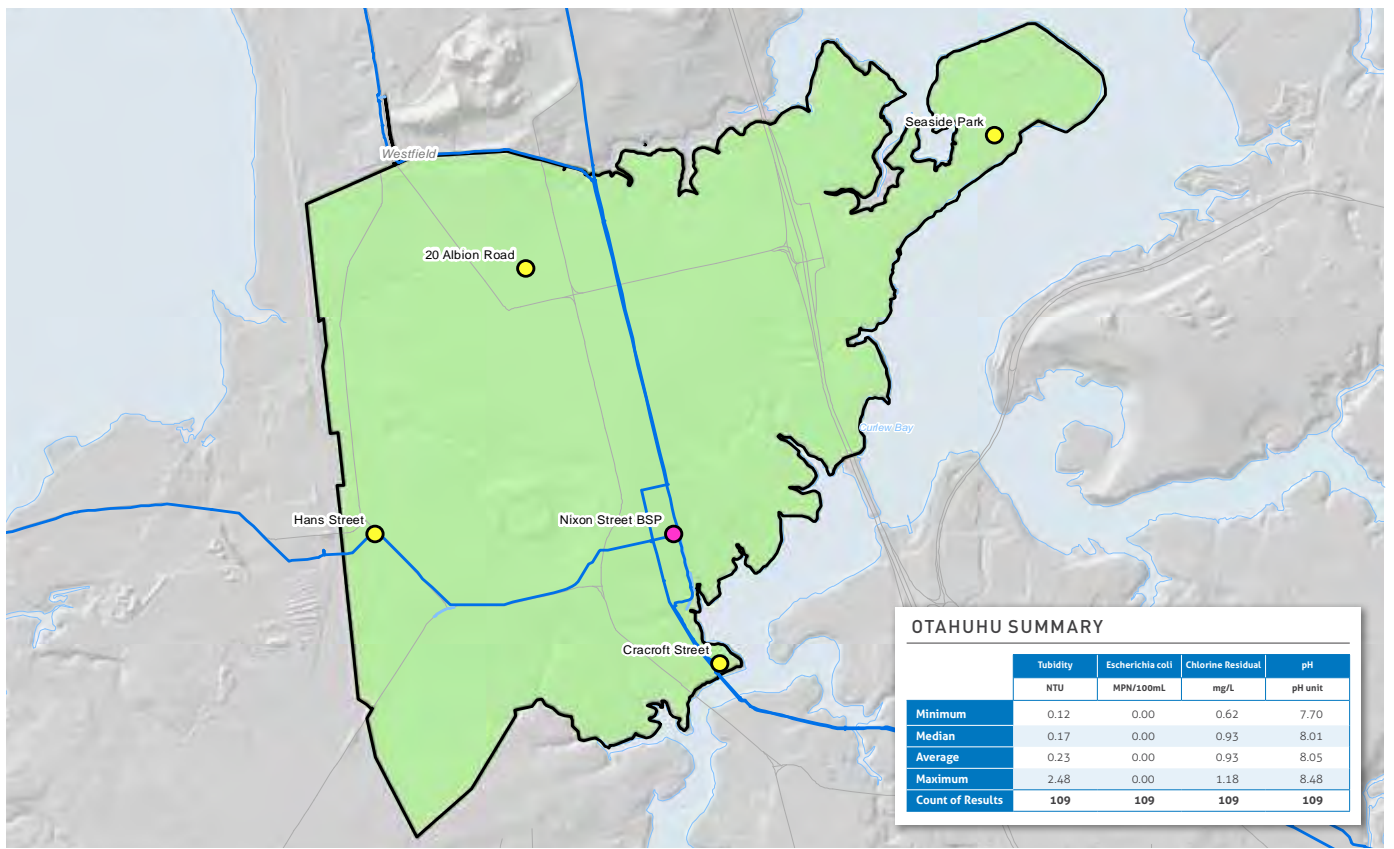 Seaside Park
Westfield
20 Albion Road
Curlew Bay
Hans Street
Nixon Street BSP
Cracroft Street
OTAHUHU SUMMARY
Tubidity Escherichia coli Chlorine Residual pH
NTU MPN/100mL mg/L pH unit
Minimum 0.12 0.00 0.62 7.70
Median 0.17 0.00 0.93 8.01
Average 0.23 0.00 0.93 8.05
Maximum 2.48 0.00 1.18 8.48
Count of Results 109 109 109 109